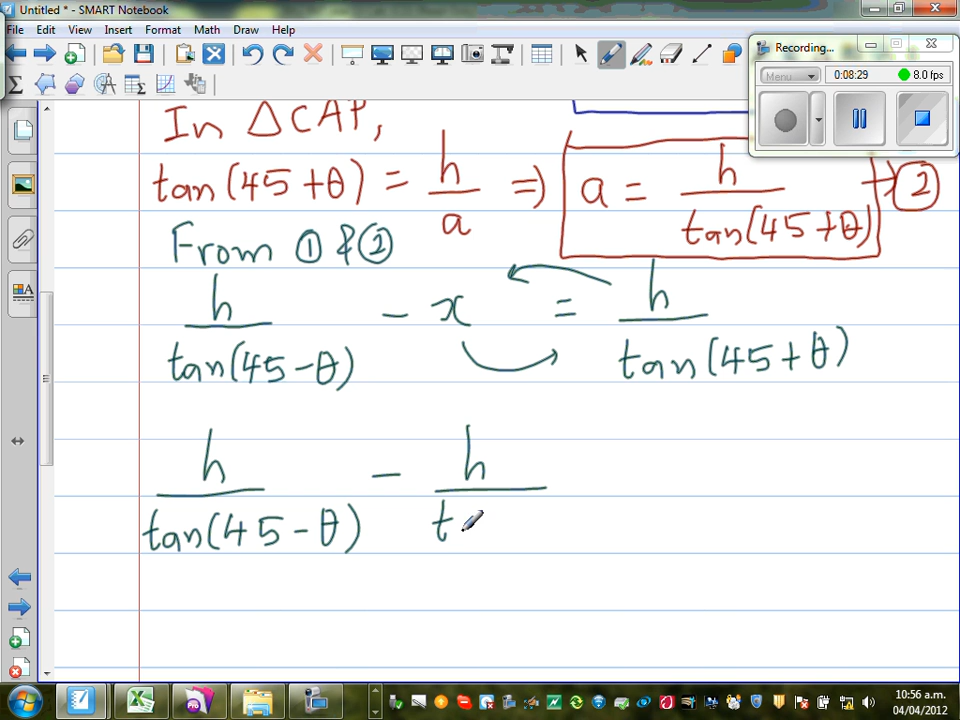 Untitled * - SMART Notebook
File Edit View Insert Format Math Draw Help
Recording...
Menu 0:08:29 8.0 fps
In △CAP,
tan(45+θ) = h/a ⇒ a = h/tan(45+θ) → ②
From ① & ②
h/tan(45-θ) - x = h/tan(45+θ)
h/tan(45-θ) - h/t
10:56 a.m.
04/04/2012